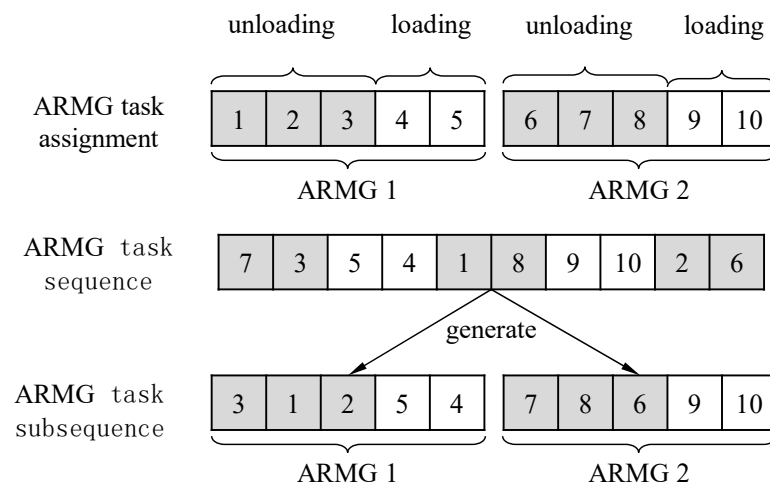 unloading loading unloading loading
ARMG task
assignment
1 2 3 4 5 6 7 8 9 10
ARMG 1 ARMG 2
ARMG task
sequence
7 3 5 4 1 8 9 10 2 6
generate
ARMG task
subsequence
3 1 2 5 4 7 8 6 9 10
ARMG 1 ARMG 2